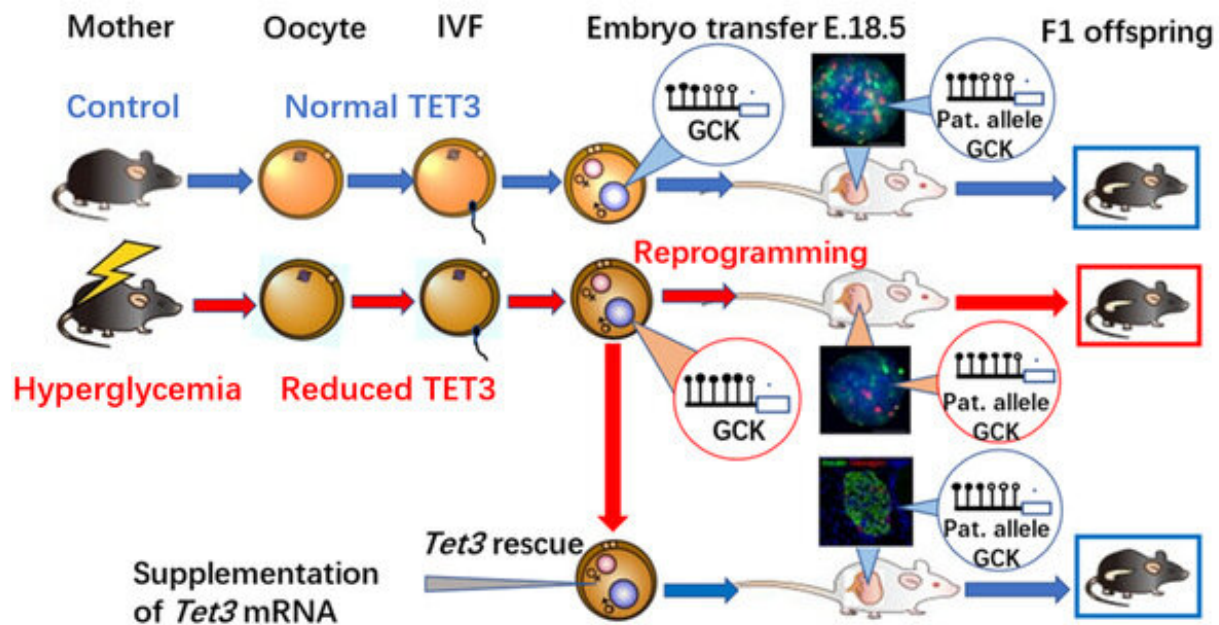 Mother
Oocyte
IVF
Embryo transfer E.18.5
F1 offspring
Control
Normal TET3
GCK
Pat. allele
GCK
Reprogramming
Hyperglycemia
Reduced TET3
GCK
Pat. allele
GCK
Tet3 rescue
Supplementation
of Tet3 mRNA
Pat. allele
GCK